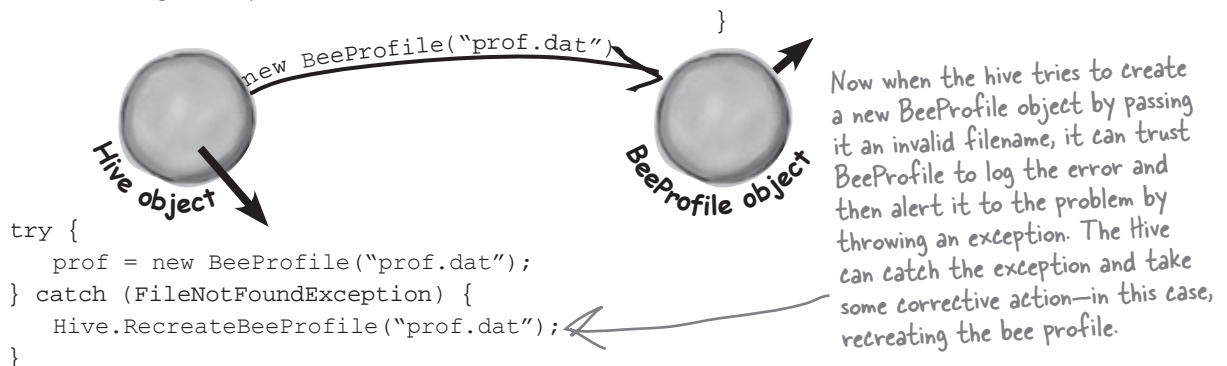 }
new BeeProfile(“prof.dat”)
Hive object
BeeProfile object
Now when the hive tries to create
a new BeeProfile object by passing
it an invalid filename, it can trust
BeeProfile to log the error and
then alert it to the problem by
throwing an exception. The Hive
can catch the exception and take
some corrective action—in this case,
recreating the bee profile.
try {
prof = new BeeProfile(“prof.dat”);
} catch (FileNotFoundException) {
Hive.RecreateBeeProfile(“prof.dat”);
}